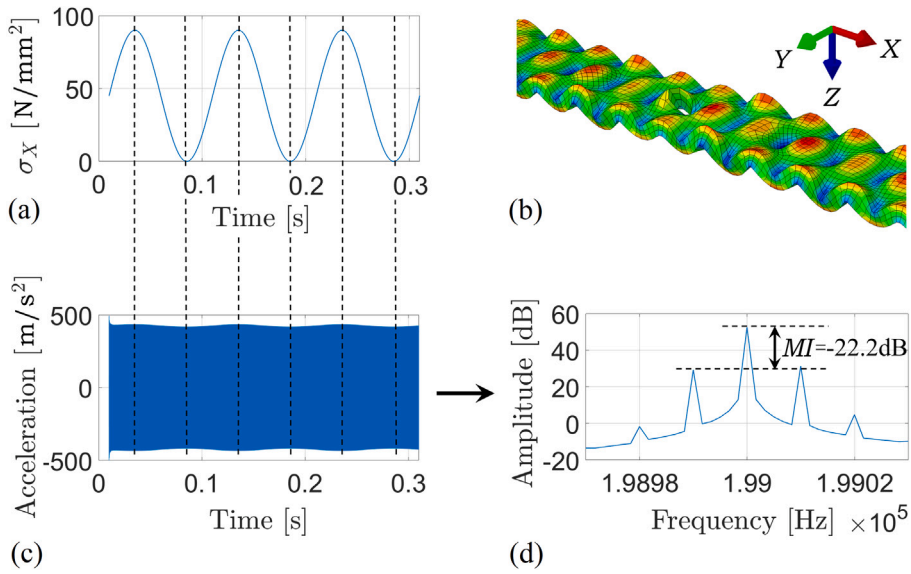 σ_X [N/mm²]
100
50
0
0 0.1 0.2 0.3
Time [s]
(a)
Y X
Z
(b)
Acceleration [m/s²]
500
0
-500
0 0.1 0.2 0.3
Time [s]
(c)
Amplitude [dB]
60
40
20
0
-20
MI=-22.2dB
1.9898 1.99 1.9902
Frequency [Hz] ×10⁵
(d)